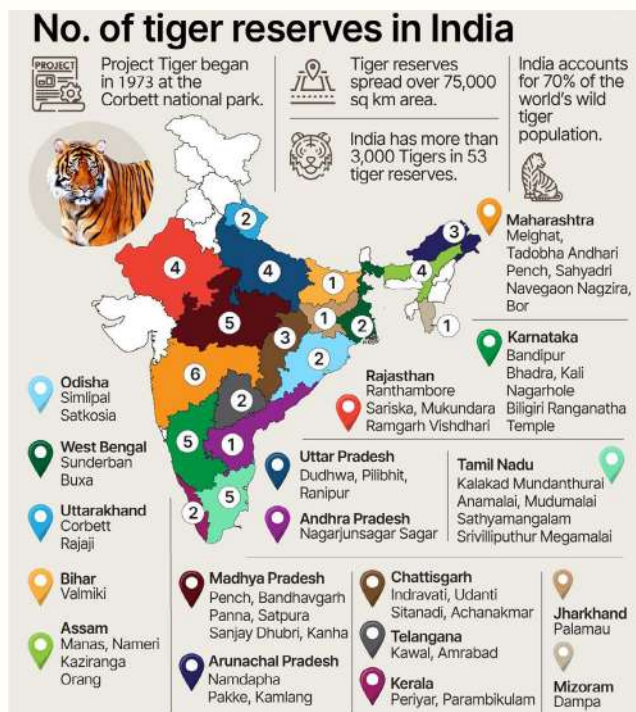 No. of tiger reserves in India
PROJECT
Project Tiger began
in 1973 at the
Corbett national park.
Tiger reserves
spread over 75,000
sq km area.
India has more than
3,000 Tigers in 53
tiger reserves.
India accounts
for 70% of the
world's wild
tiger
population.
2
3
4
4
4
1
1
5
3
2
1
2
6
2
5
1
5
2
Maharashtra
Melghat,
Tadobha Andhari
Pench, Sahyadri
Navegaon Nagzira,
Bor
Karnataka
Bandipur
Bhadra, Kali
Nagarhole
Biligiri Ranganatha
Temple
Rajasthan
Ranthambore
Sariska, Mukundara
Ramgarh Vishdhari
Odisha
Simlipal
Satkosia
West Bengal
Sunderban
Buxa
Uttarakhand
Corbett
Rajaji
Bihar
Valmiki
Assam
Manas, Nameri
Kaziranga
Orang
Uttar Pradesh
Dudhwa, Pilibhit,
Ranipur
Andhra Pradesh
Nagarjunsagar Sagar
Tamil Nadu
Kalakad Mundanthurai
Anamalai, Mudumalai
Sathyamangalam
Srivilliputhur Megamalai
Madhya Pradesh
Pench, Bandhavgarh
Panna, Satpura
Sanjay Dhubri, Kanha
Arunachal Pradesh
Namdapha
Pakke, Kamlang
Chattisgarh
Indravati, Udanti
Sitanadi, Achanakmar
Telangana
Kawal, Amrabad
Kerala
Periyar, Parambikulam
Jharkhand
Palamau
Mizoram
Dampa